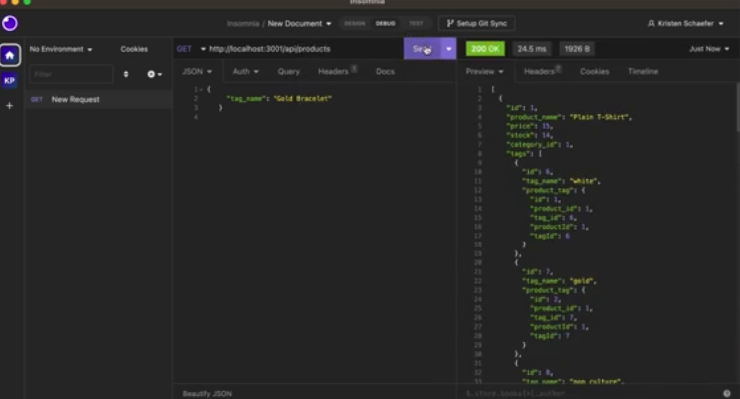 Insomnia
Insomnia / New Document
DESIGN DEBUG TEST
Setup Git Sync
Kristen Schaefer
No Environment Cookies
GET http://localhost:3001/api/products
Send
200 OK 24.5 ms 1926 B Just Now
Filter
JSON Auth Query Headers 1 Docs
Preview Headers 7 Cookies Timeline
KP
GET New Request
1 {
2 "tag_name": "Gold Bracelet"
3 }
4
1 [
2 {
3 "id": 1,
4 "product_name": "Plain T-Shirt",
5 "price": 15,
6 "stock": 14,
7 "category_id": 1,
8 "tags": [
9 {
10 "id": 6,
11 "tag_name": "white",
12 "product_tag": {
13 "id": 1,
14 "product_id": 1,
15 "tag_id": 6,
16 "productId": 1,
17 "tagId": 6
18 }
19 },
20 {
21 "id": 7,
22 "tag_name": "gold",
23 "product_tag": {
24 "id": 2,
25 "product_id": 1,
26 "tag_id": 7,
27 "productId": 1,
28 "tagId": 7
29 }
30 },
31 {
32 "id": 8,
33 "tag_name": "pop culture",
Beautify JSON
$.store.books[*].author